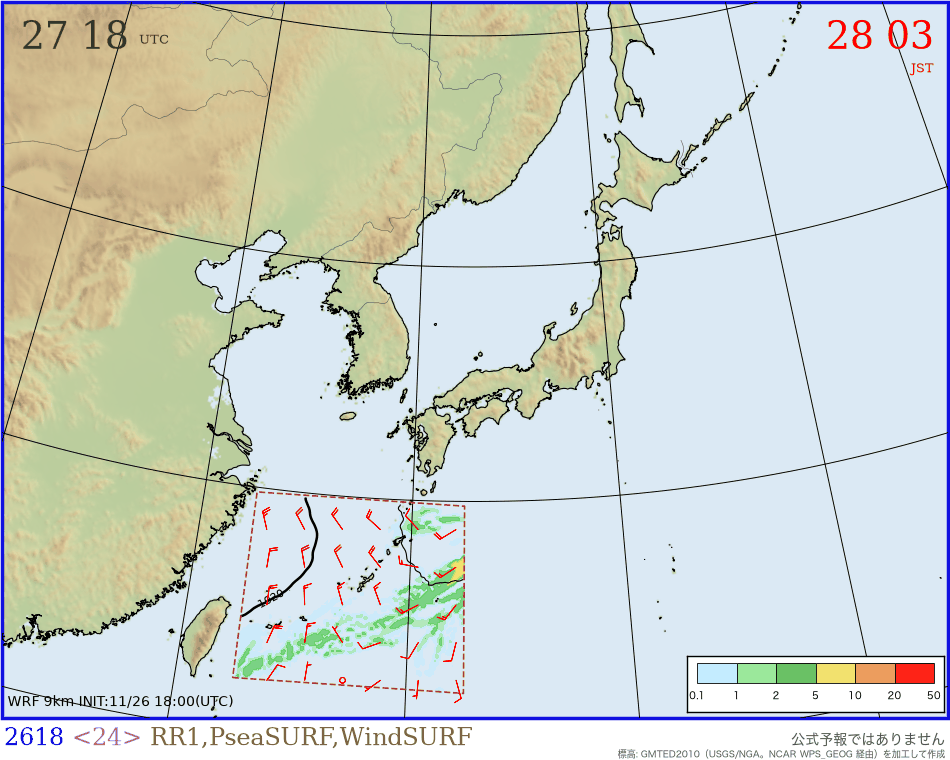 27 18 UTC
28 03
JST
1020
WRF 9km INIT:11/26 18:00(UTC)
0.1 1 2 5 10 20 50
2618 <24> RR1,PseaSURF,WindSURF
公式予報ではありません
標高: GMTED2010（USGS/NGA。NCAR WPS_GEOG 経由）を加工して作成